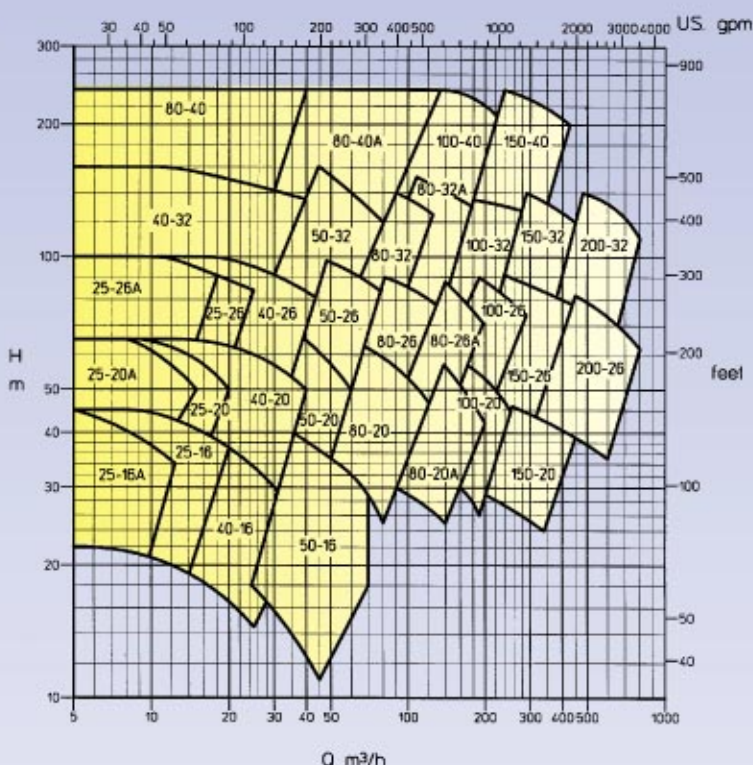 30 40 50 100 200 300 400 500 1000 2000 3000 4000 US. gpm
300 900
80-40
200
80-40A 100-40 150-40
500
80-32A
40-32 400
50-32 80-32 100-32 150-32 200-32
100 300
25-26A
25-26 40-26 50-26 100-26
80-26 80-26A
H 200
m 150-26 200-26 feet
25-20A
50
25-20 40-20 100-20
50-20 80-20
40
25-16
25-16A 80-20A 150-20
30 100
40-16
50-16
20
50
40
10
5 10 20 30 40 50 100 200 300 400 500 1000
Q m³/h